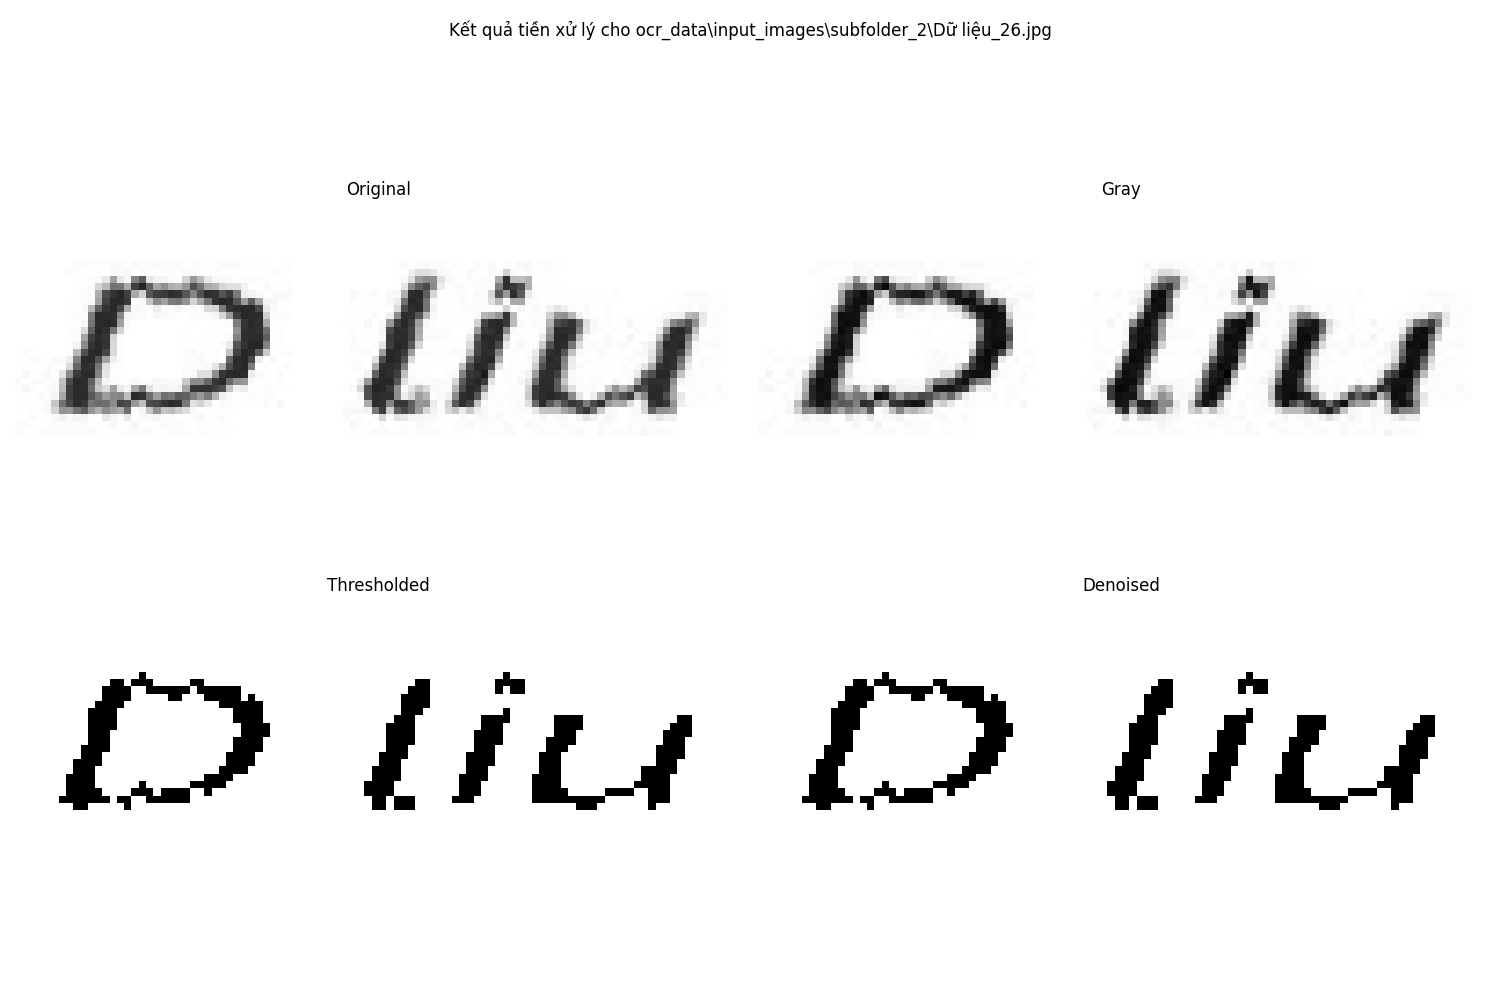 Kết quả tiền xử lý cho ocr_data\input_images\subfolder_2\Dữ liệu_26.jpg
Original
Gray
D liu
D liu
Thresholded
Denoised
D liu
D liu